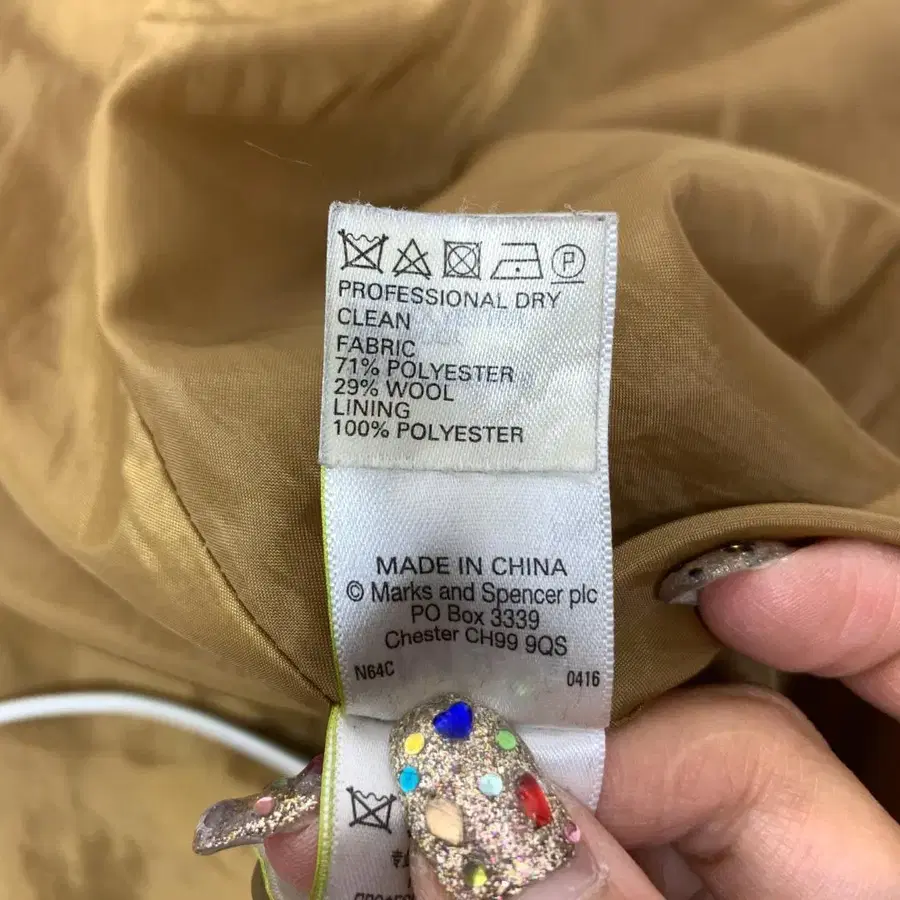 P
PROFESSIONAL DRY
CLEAN
FABRIC
71% POLYESTER
29% WOOL
LINING
100% POLYESTER
MADE IN CHINA
© Marks and Spencer plc
PO Box 3339
Chester CH99 9QS
N64C 0416